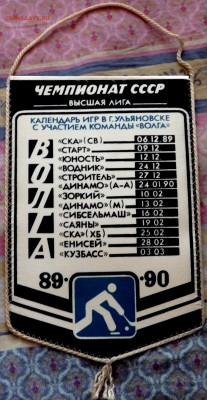 ЧЕМПИОНАТ СССР
ВЫСШАЯ ЛИГА
КАЛЕНДАРЬ ИГР В Г. УЛЬЯНОВСКЕ
С УЧАСТИЕМ КОМАНДЫ «ВОЛГА»
ВОЛГА
«СКА» (СВ) 06.12.89
«СТАРТ» 09.12
«ЮНОСТЬ» 12 12
«ВОДНИК» 24 12
«СТРОИТЕЛЬ» 27 12
«ДИНАМО» (А-А) 24 01 90
«ЗОРКИЙ» 10 02
«ДИНАМО» (М) 13 02
«СИБСЕЛЬМАШ» 16 02
«САЯНЫ» 19 02
«СКА» (ХБ) 25 02
«ЕНИСЕЙ» 28 02
«КУЗБАСС» 03 03
89-90